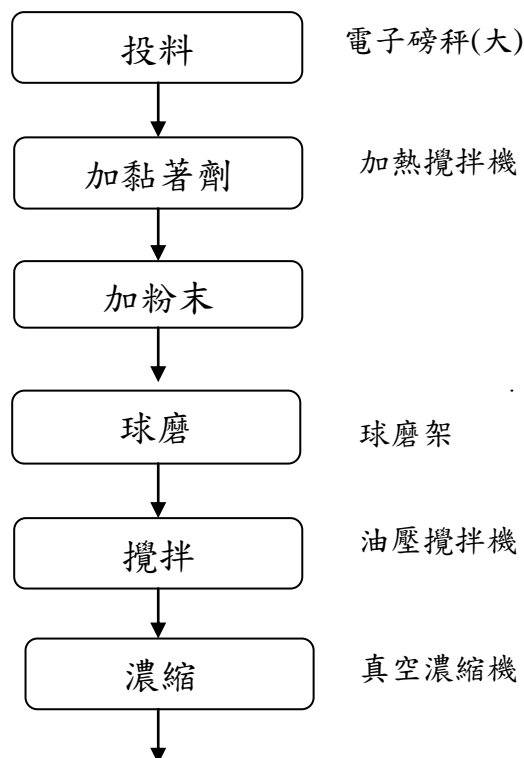 投料 電子磅秤(大)
加黏著劑 加熱攪拌機
加粉末
球磨 球磨架
攪拌 油壓攪拌機
濃縮 真空濃縮機